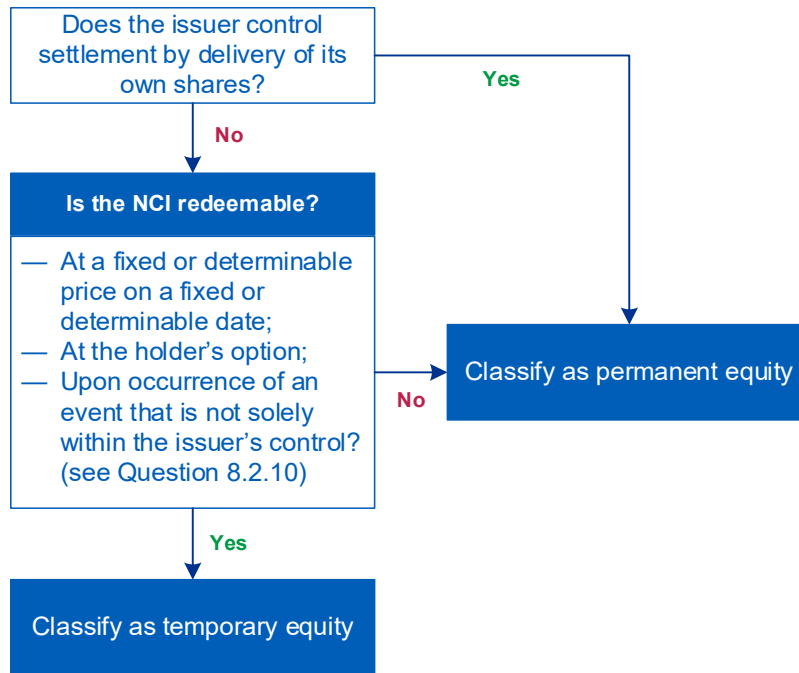 Does the issuer control
settlement by delivery of its
own shares?
Yes
No
Is the NCI redeemable?
— At a fixed or determinable
price on a fixed or
determinable date;
— At the holder’s option;
— Upon occurrence of an
event that is not solely
within the issuer’s control?
(see Question 8.2.10)
No
Classify as permanent equity
Yes
Classify as temporary equity